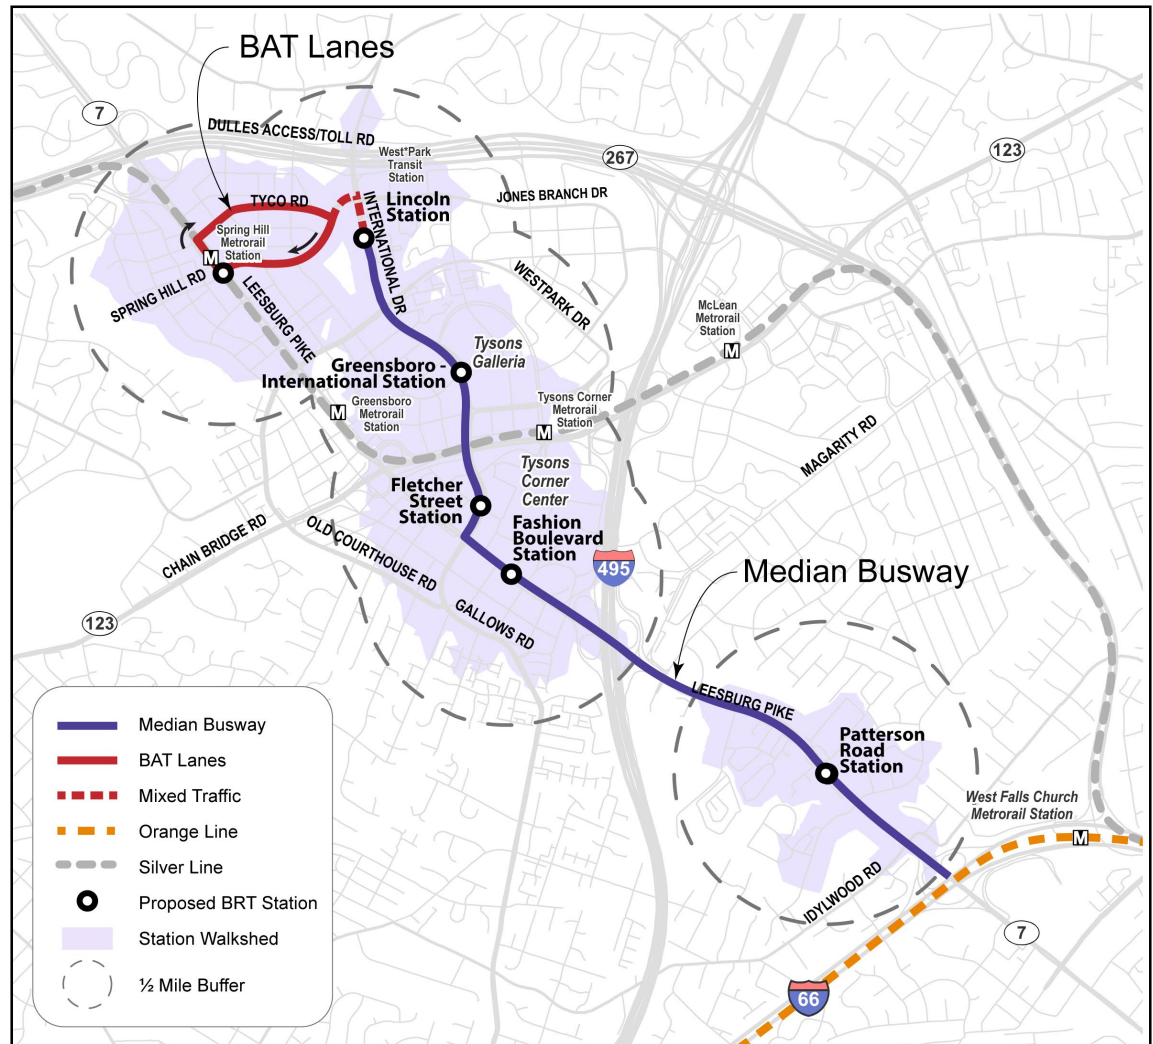 BAT Lanes
7
DULLES ACCESS/TOLL RD
267
123
West*Park
Transit
Station
JONES BRANCH DR
TYCO RD
INTERNATIONAL DR
Lincoln
Station
Spring Hill
Metrorail
Station
M
SPRING HILL RD
LEESBURG PIKE
WESTPARK DR
McLean
Metrorail
Station
M
Tysons
Galleria
Greensboro -
International Station
Greensboro
Metrorail
Station
M
Tysons Corner
Metrorail
Station
M
MAGARITY RD
Tysons
Corner
Center
Fletcher
Street
Station
Fashion
Boulevard
Station
CHAIN BRIDGE RD
OLD COURTHOUSE RD
495
Median Busway
GALLOWS RD
123
LEESBURG PIKE
Patterson
Road
Station
West Falls Church
Metrorail Station
M
IDYLWOOD RD
7
66
Median Busway
BAT Lanes
Mixed Traffic
Orange Line
Silver Line
Proposed BRT Station
Station Walkshed
½ Mile Buffer